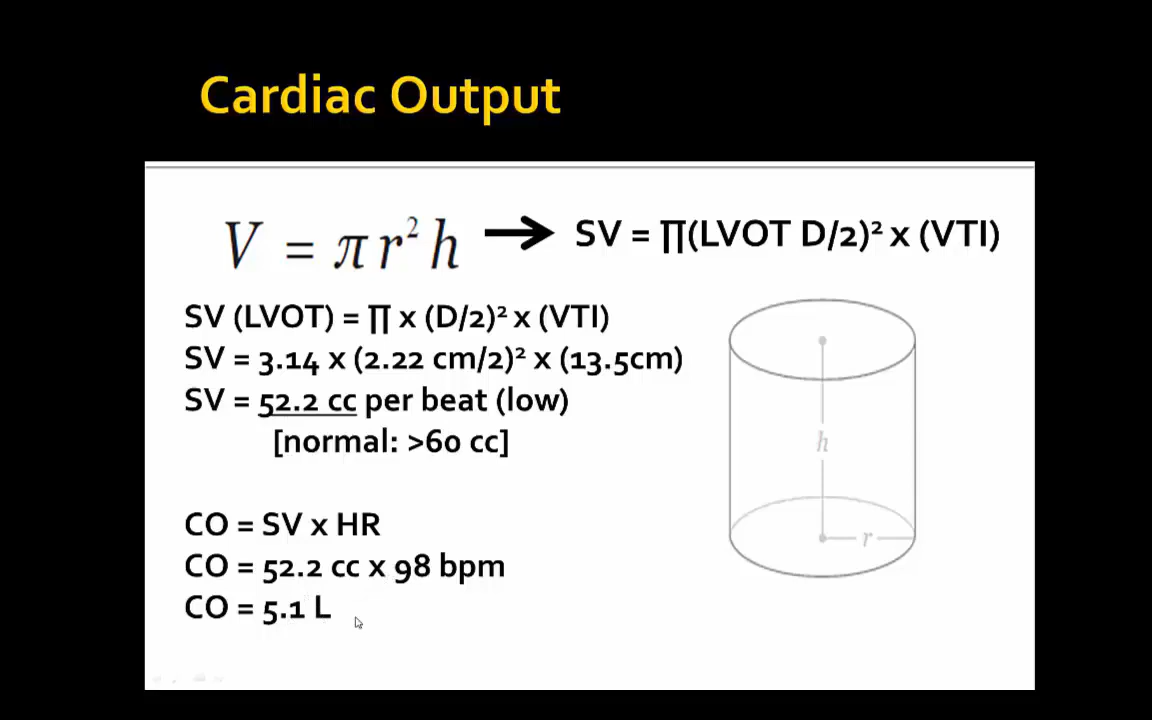 Cardiac Output
V = πr²h → SV = ∏(LVOT D/2)² x (VTI)
SV (LVOT) = ∏ x (D/2)² x (VTI)
SV = 3.14 x (2.22 cm/2)² x (13.5cm)
SV = 52.2 cc per beat (low)
[normal: >60 cc]
h
r
CO = SV x HR
CO = 52.2 cc x 98 bpm
CO = 5.1 L